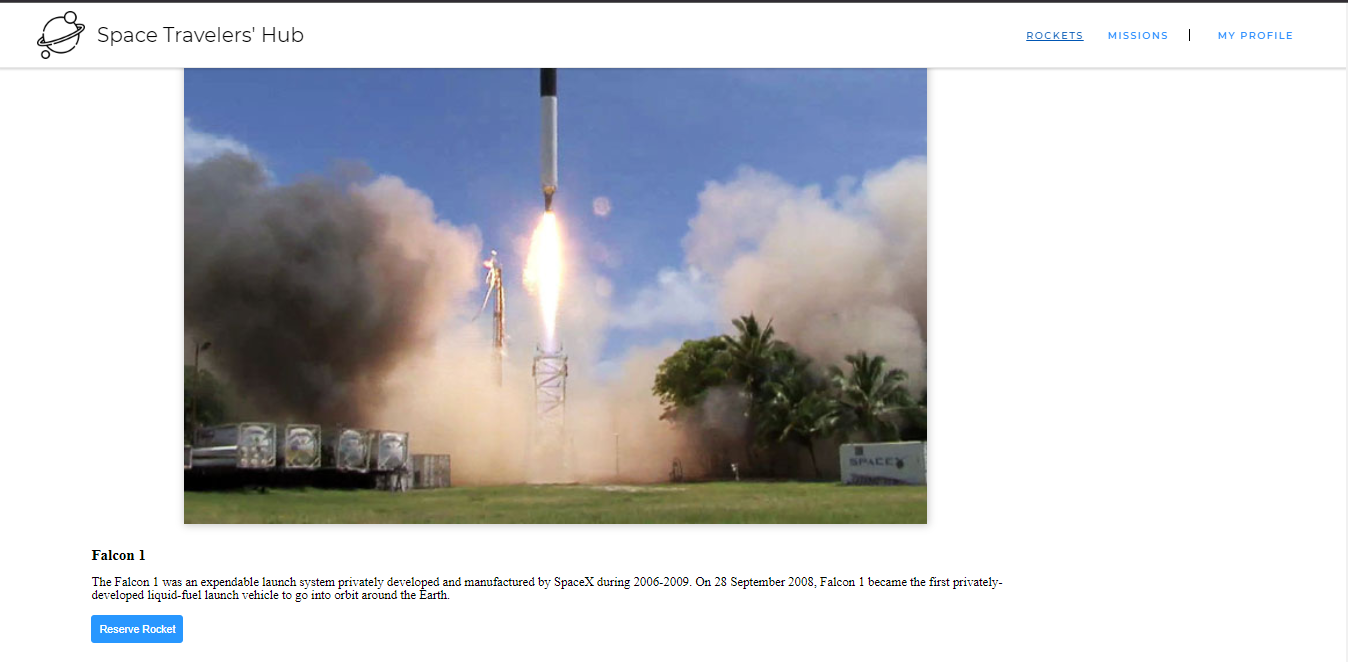 Space Travelers' Hub
ROCKETS
MISSIONS
MY PROFILE
SPACEX
Falcon 1
The Falcon 1 was an expendable launch system privately developed and manufactured by SpaceX during 2006-2009. On 28 September 2008, Falcon 1 became the first privately-
developed liquid-fuel launch vehicle to go into orbit around the Earth.
Reserve Rocket